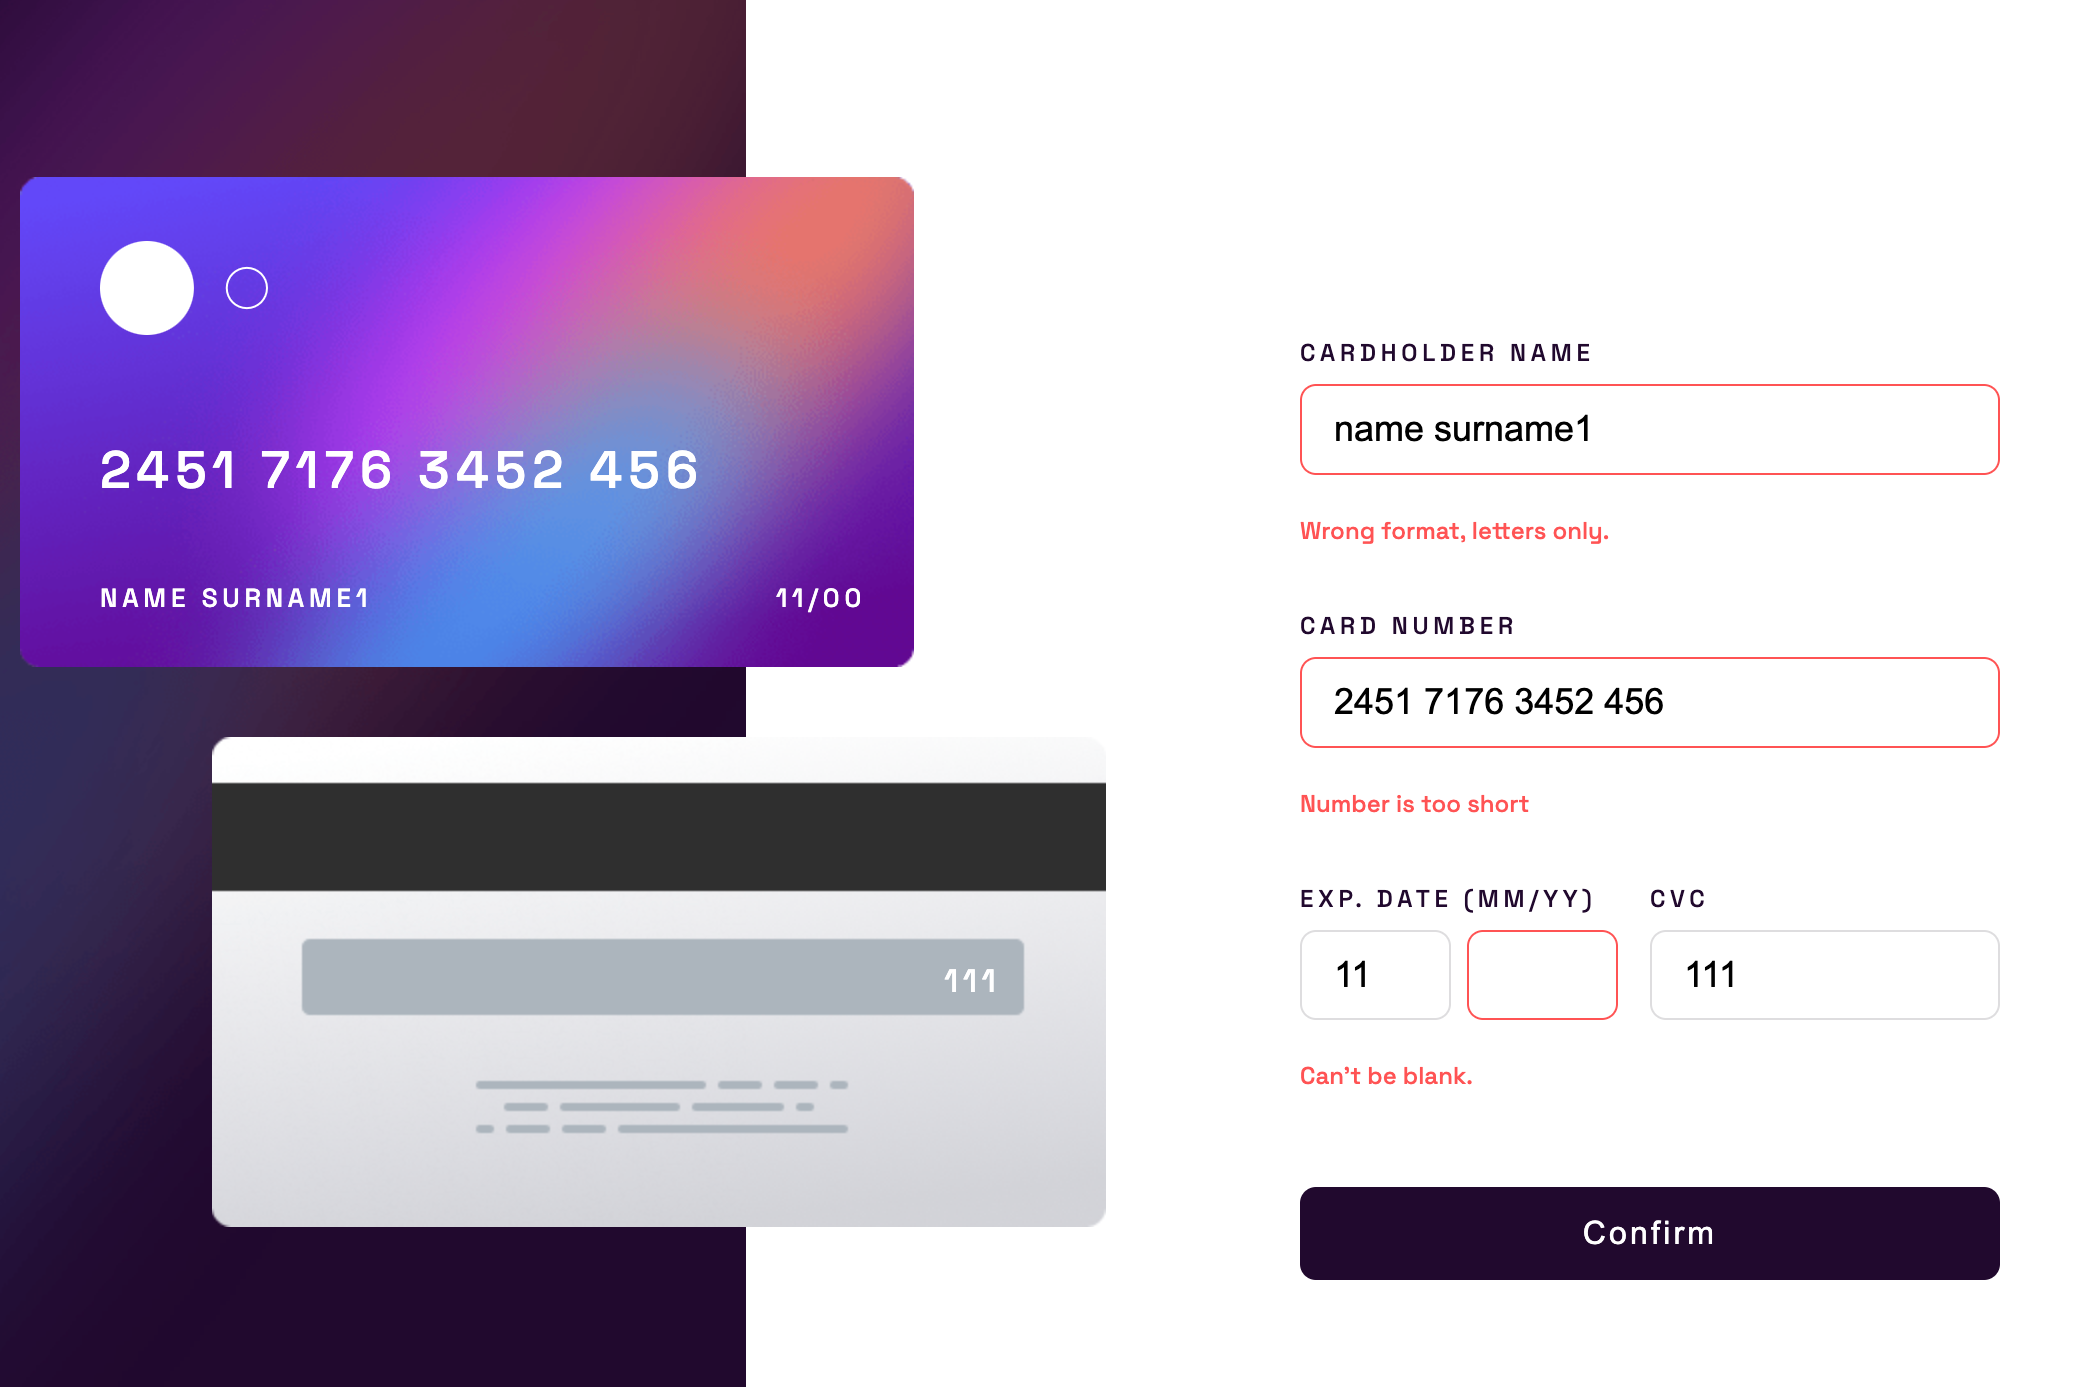 2451 7176 3452 456
NAME SURNAME1 11/00
111
CARDHOLDER NAME
name surname1
Wrong format, letters only.
CARD NUMBER
2451 7176 3452 456
Number is too short
EXP. DATE (MM/YY) CVC
11 111
Can't be blank.
Confirm